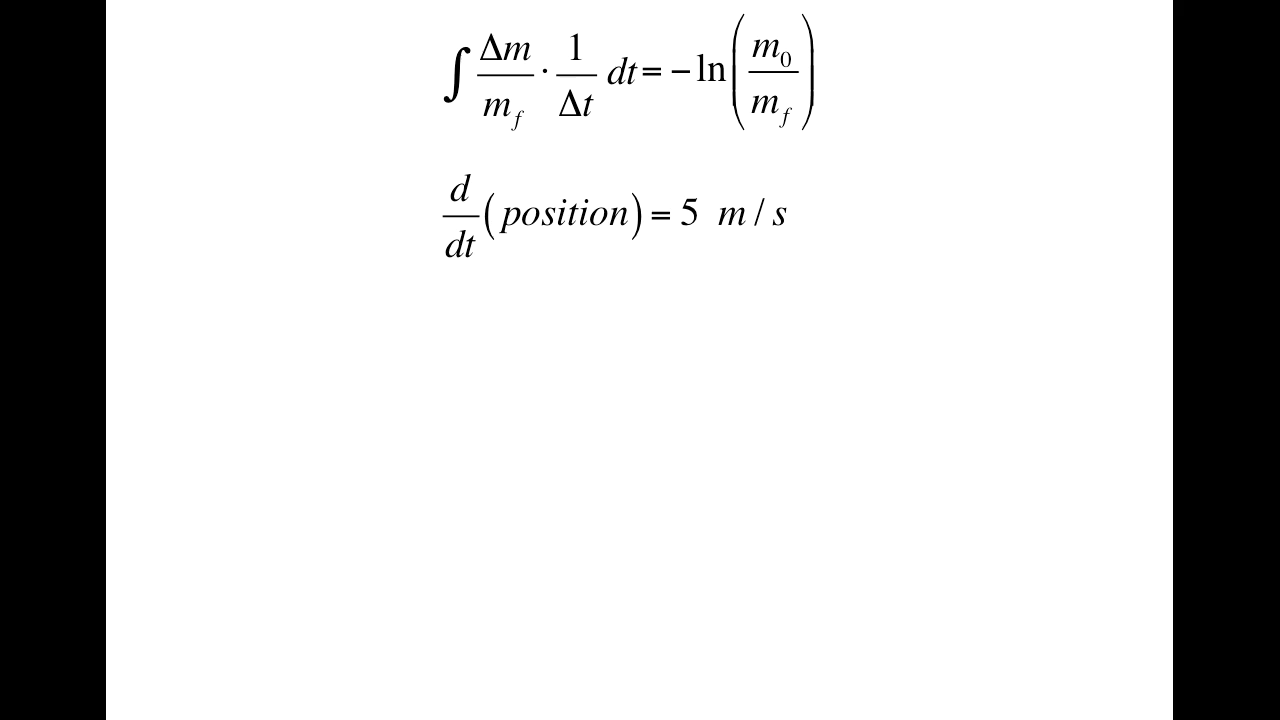 ∫ Δm/m_f · 1/Δt dt = − ln(m_0/m_f)
d/dt (position) = 5 m / s